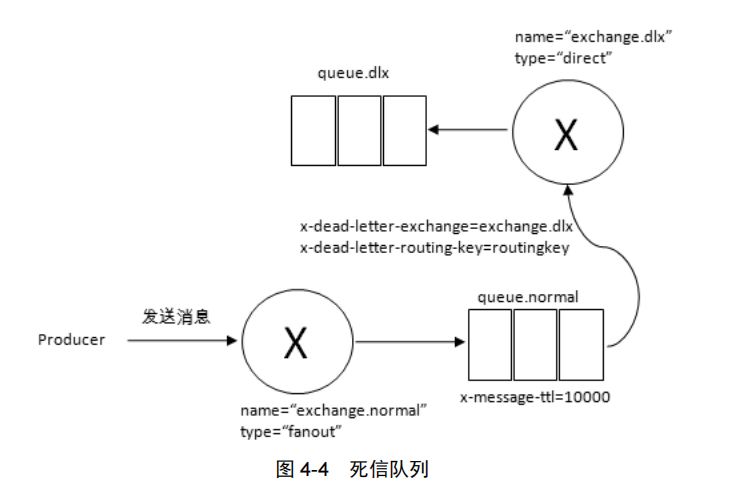 name=“exchange.dlx”
type=“direct”
queue.dlx
X
x-dead-letter-exchange=exchange.dlx
x-dead-letter-routing-key=routingkey
queue.normal
发送消息
Producer
X
x-message-ttl=10000
name=“exchange.normal”
type=“fanout”
图 4-4 死信队列